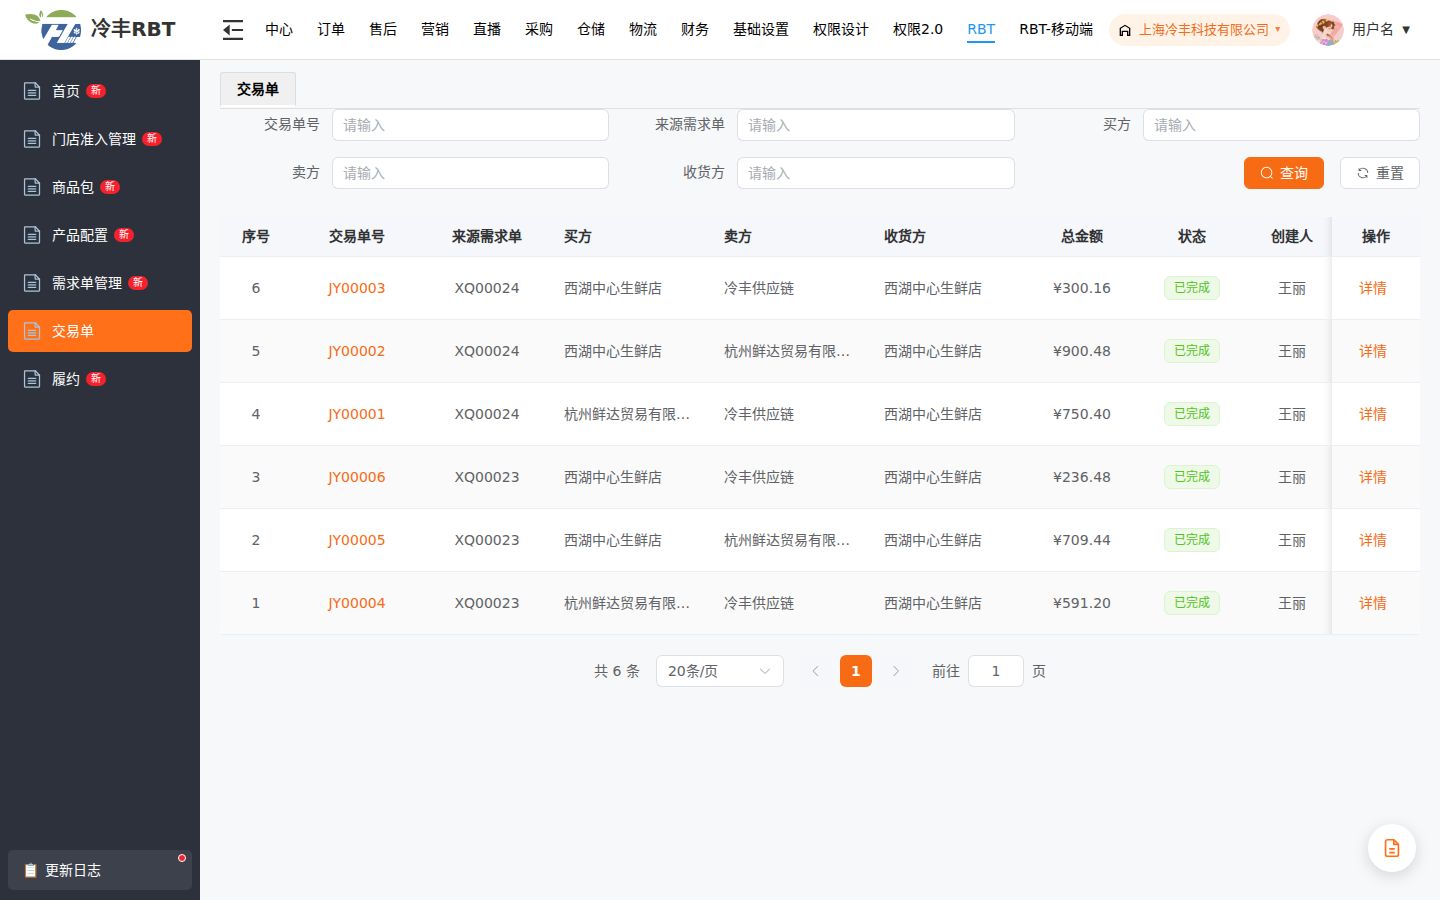 冷丰RBT
中心 订单 售后 营销 直播 采购 仓储 物流 财务 基础设置 权限设计 权限2.0 RBT RBT-移动端 上海冷丰科技有限公司 ▾ 用户名 ▼
首页 新
门店准入管理 新
商品包 新
产品配置 新
需求单管理 新
交易单
履约 新
更新日志
交易单
交易单号 请输入 来源需求单 请输入 买方 请输入
卖方 请输入 收货方 请输入 查询 重置
序号 交易单号 来源需求单 买方 卖方 收货方 总金额 状态 创建人 操作
6 JY00003 XQ00024 西湖中心生鲜店 冷丰供应链 西湖中心生鲜店 ¥300.16 已完成 王丽 详情
5 JY00002 XQ00024 西湖中心生鲜店 杭州鲜达贸易有限... 西湖中心生鲜店 ¥900.48 已完成 王丽 详情
4 JY00001 XQ00024 杭州鲜达贸易有限... 冷丰供应链 西湖中心生鲜店 ¥750.40 已完成 王丽 详情
3 JY00006 XQ00023 西湖中心生鲜店 冷丰供应链 西湖中心生鲜店 ¥236.48 已完成 王丽 详情
2 JY00005 XQ00023 西湖中心生鲜店 杭州鲜达贸易有限... 西湖中心生鲜店 ¥709.44 已完成 王丽 详情
1 JY00004 XQ00023 杭州鲜达贸易有限... 冷丰供应链 西湖中心生鲜店 ¥591.20 已完成 王丽 详情
共 6 条 20条/页 1 前往 1 页